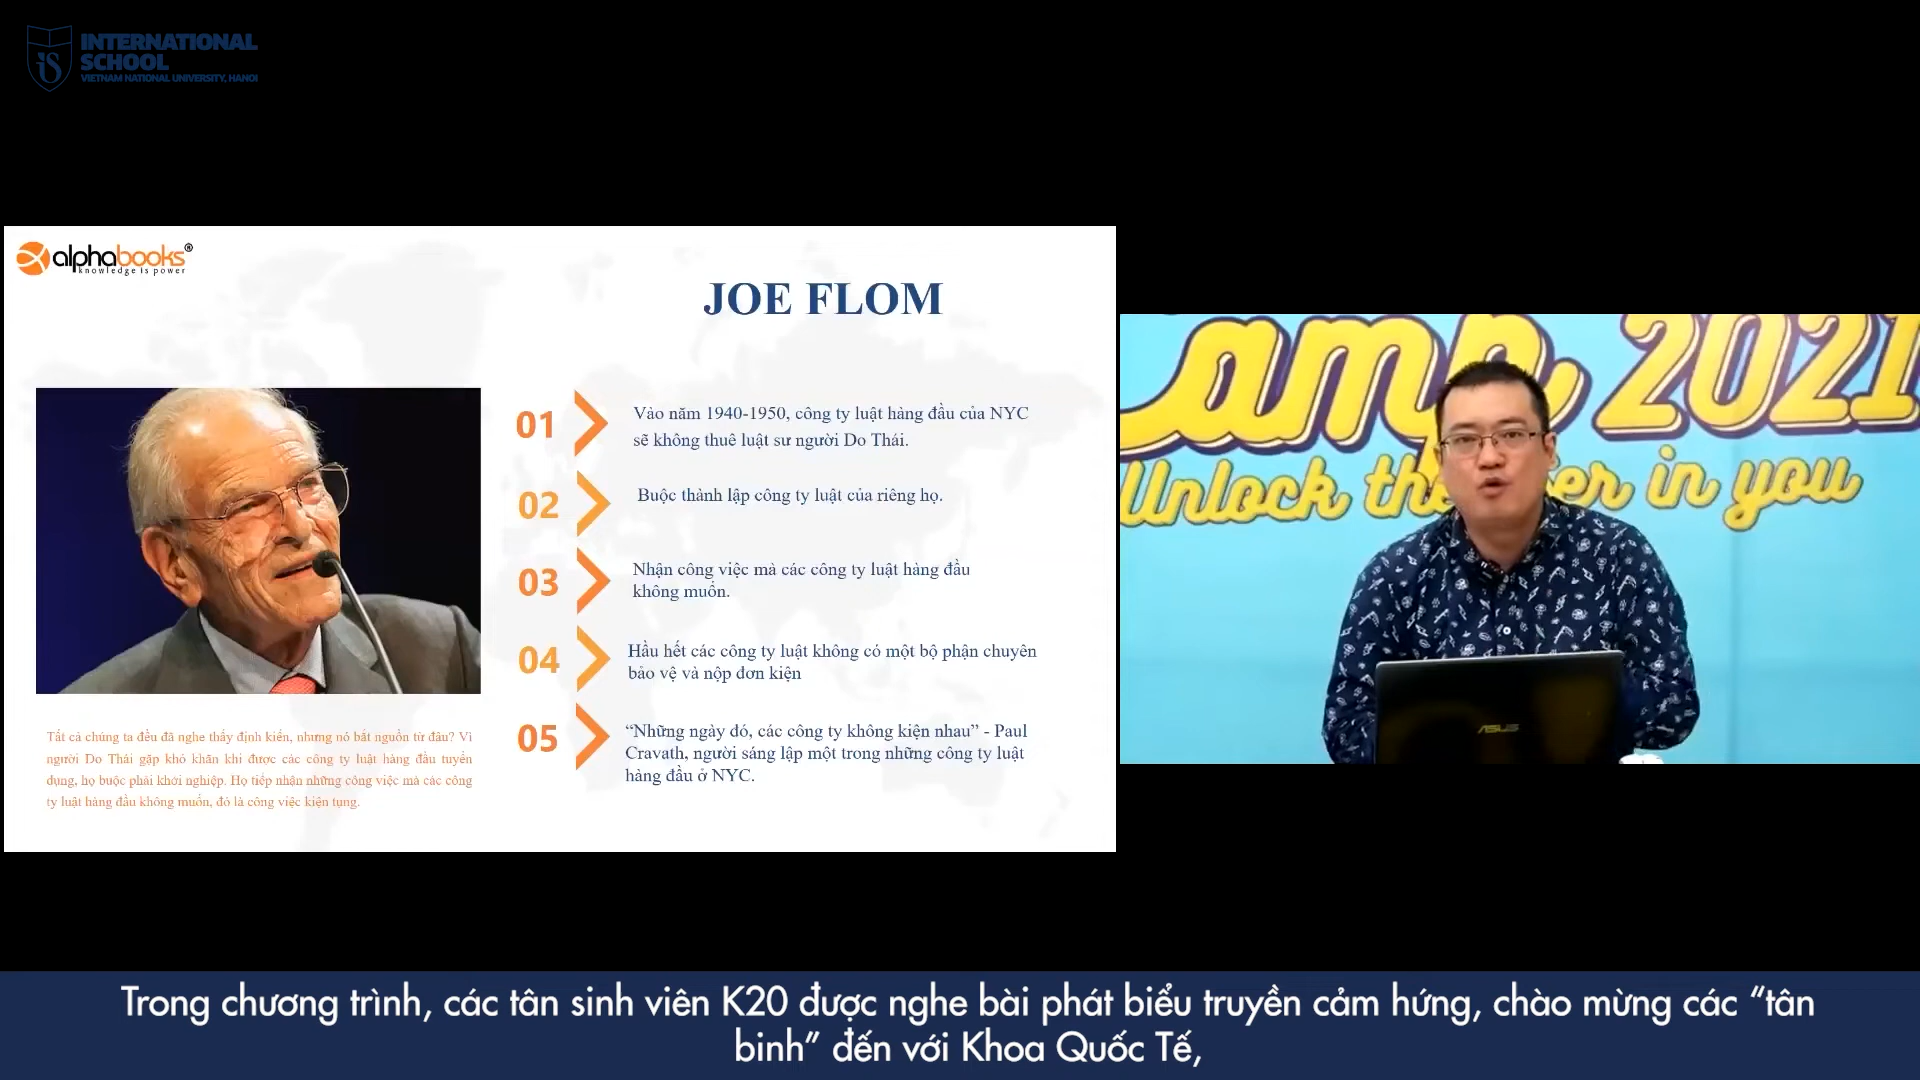 INTERNATIONAL
SCHOOL
VIETNAM NATIONAL UNIVERSITY, HANOI
alphabooks®
knowledge is power
JOE FLOM
01
Vào năm 1940-1950, công ty luật hàng đầu của NYC
sẽ không thuê luật sư người Do Thái.
02
Buộc thành lập công ty luật của riêng họ.
03
Nhận công việc mà các công ty luật hàng đầu
không muốn.
04
Hầu hết các công ty luật không có một bộ phận chuyên
bảo vệ và nộp đơn kiện
05
“Những ngày đó, các công ty không kiện nhau” - Paul
Cravath, người sáng lập một trong những công ty luật
hàng đầu ở NYC.
Tất cả chúng ta đều đã nghe thấy định kiến, nhưng nó bắt nguồn từ đâu? Vì
người Do Thái gặp khó khăn khi được các công ty luật hàng đầu tuyển
dụng, họ buộc phải khởi nghiệp. Họ tiếp nhận những công việc mà các công
ty luật hàng đầu không muốn, đó là công việc kiện tụng.
Camp 2021
Unlock the er in you
ASUS
Trong chương trình, các tân sinh viên K20 được nghe bài phát biểu truyền cảm hứng, chào mừng các “tân
binh” đến với Khoa Quốc Tế,